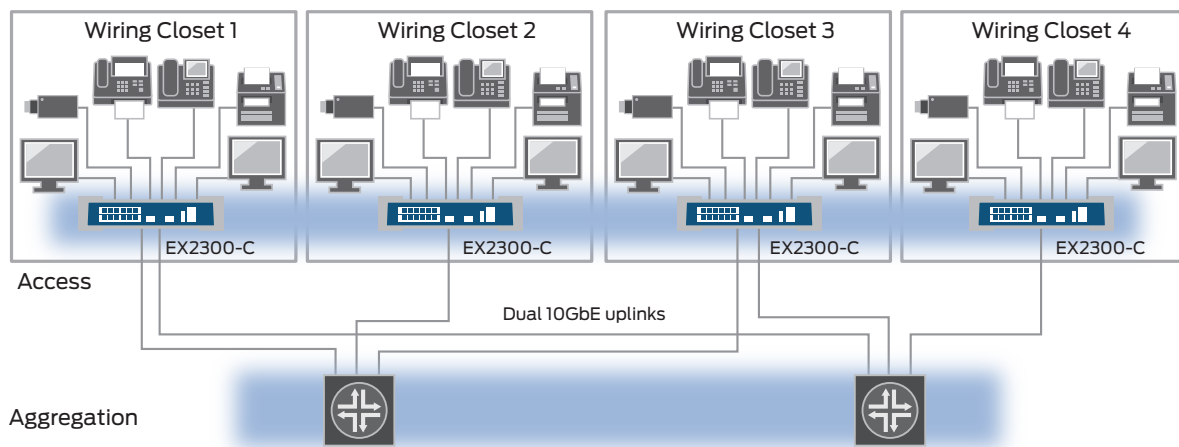 Wiring Closet 1
Wiring Closet 2
Wiring Closet 3
Wiring Closet 4
EX2300-C
EX2300-C
EX2300-C
EX2300-C
Access
Dual 10GbE uplinks
Aggregation